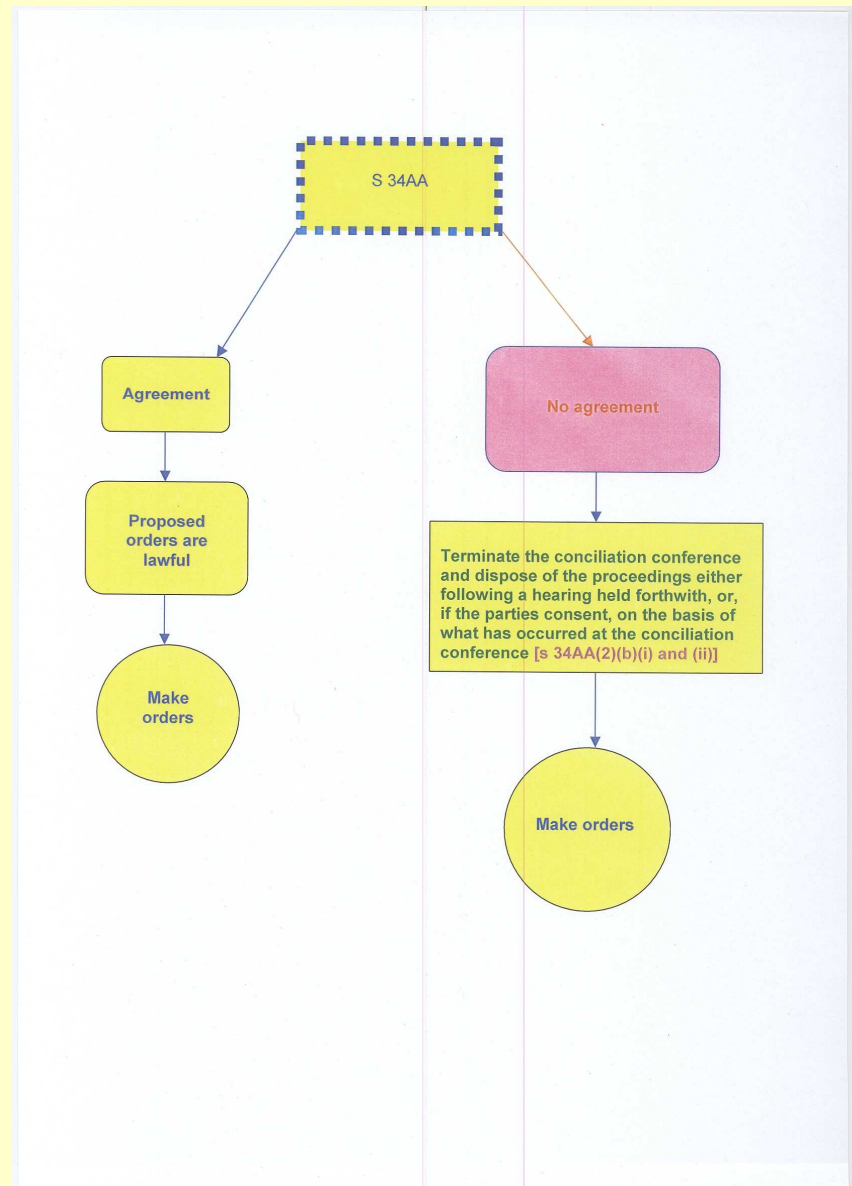 S 34AA
Agreement
No agreement
Proposed
orders are
lawful
Terminate the conciliation conference
and dispose of the proceedings either
following a hearing held forthwith, or,
if the parties consent, on the basis of
what has occurred at the conciliation
conference [s 34AA(2)(b)(i) and (ii)]
Make
orders
Make orders